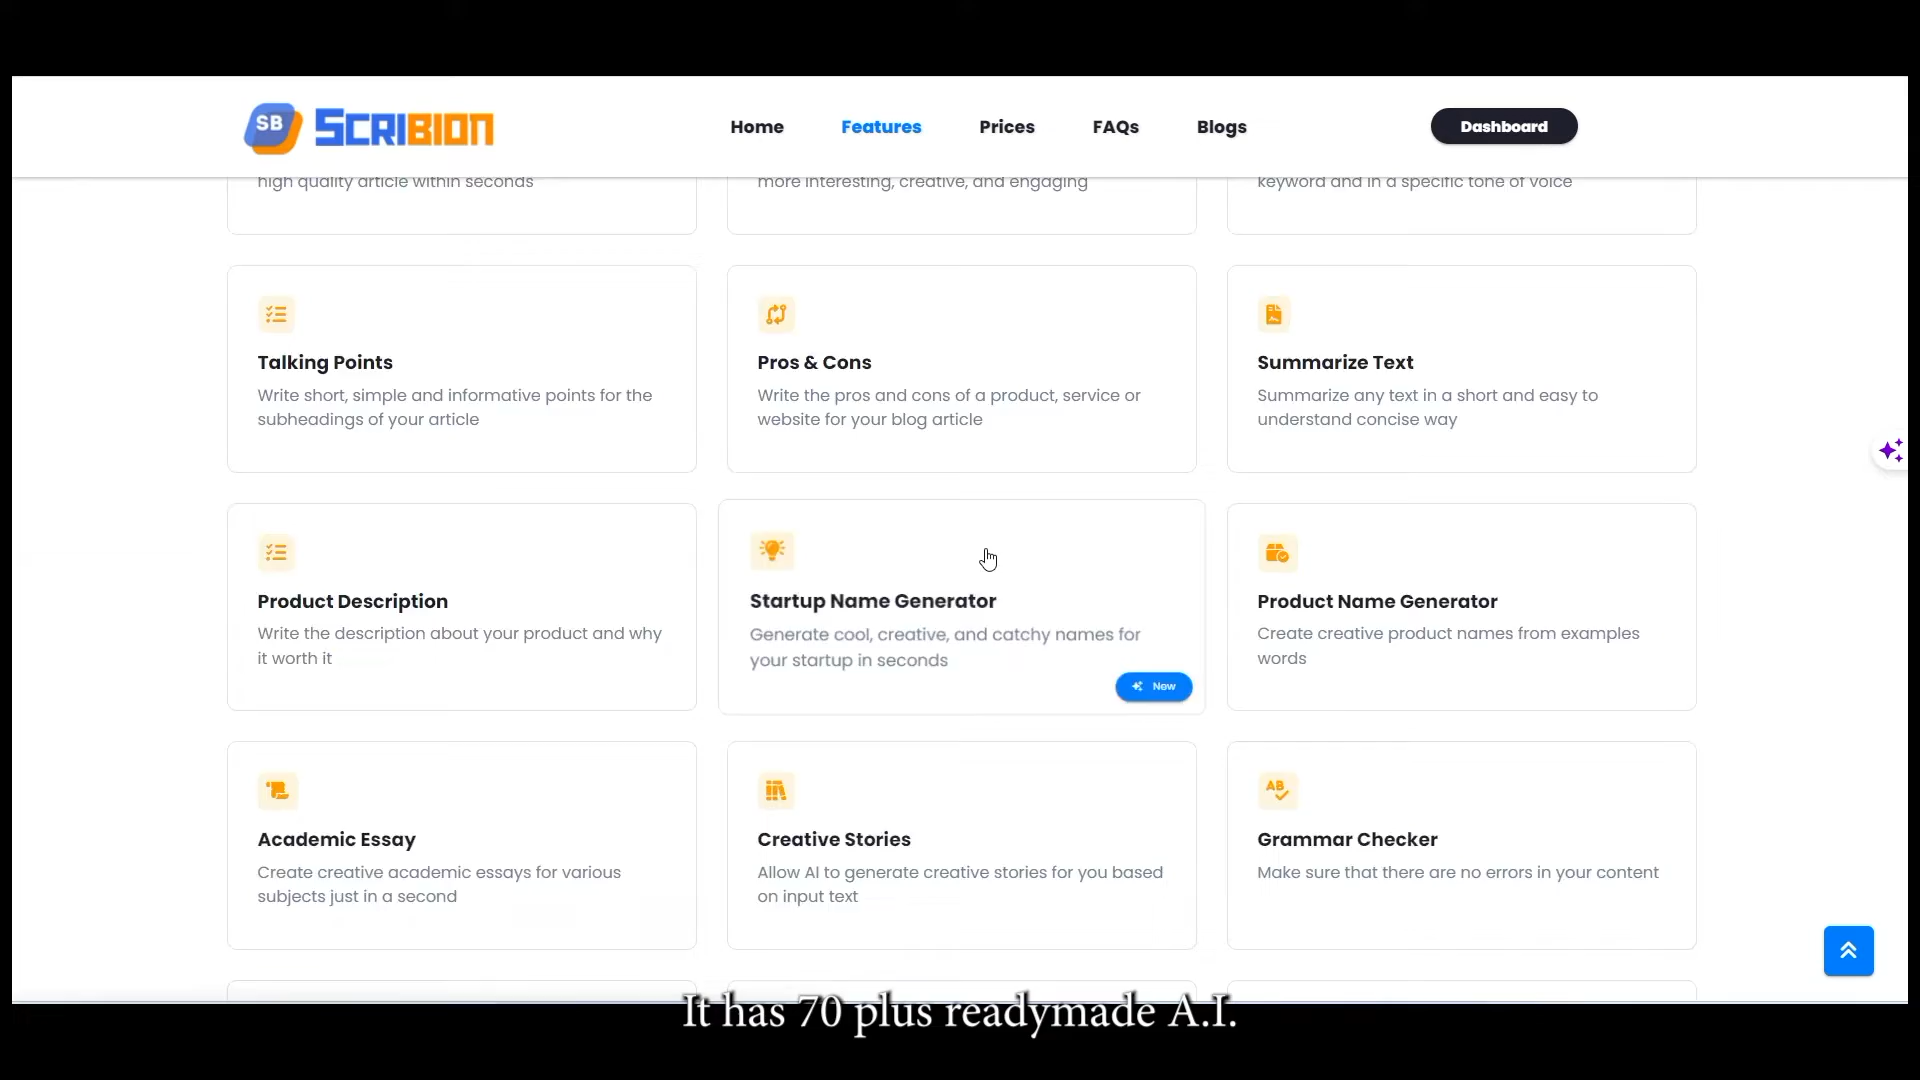 SB SCRIBION
Home Features Prices FAQs Blogs Dashboard
high quality article within seconds
more interesting, creative, and engaging
keyword and in a specific tone of voice
Talking Points
Write short, simple and informative points for the
subheadings of your article
Pros & Cons
Write the pros and cons of a product, service or
website for your blog article
Summarize Text
Summarize any text in a short and easy to
understand concise way
Product Description
Write the description about your product and why
it worth it
Startup Name Generator
Generate cool, creative, and catchy names for
your startup in seconds
New
Product Name Generator
Create creative product names from examples
words
Academic Essay
Create creative academic essays for various
subjects just in a second
Creative Stories
Allow AI to generate creative stories for you based
on input text
AB
Grammar Checker
Make sure that there are no errors in your content
It has 70 plus readymade A.I.